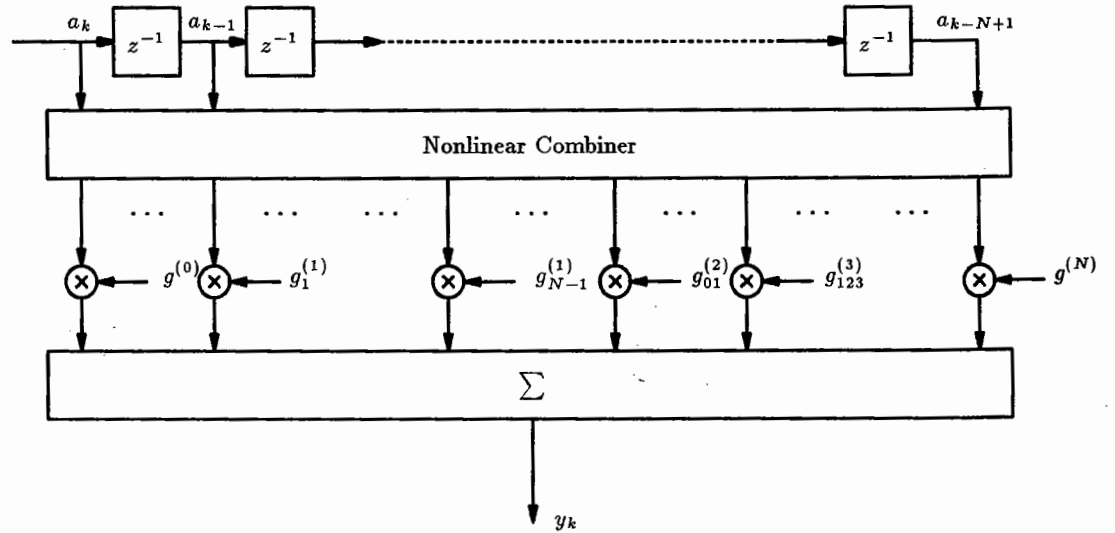 a_k z^{-1} a_{k-1} z^{-1} z^{-1} a_{k-N+1}
Nonlinear Combiner
... ... ... ... ... ... ...
g^{(0)} g_1^{(1)} g_{N-1}^{(1)} g_{01}^{(2)} g_{123}^{(3)} g^{(N)}
∑
y_k